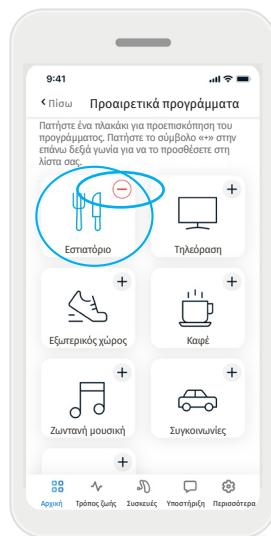 9:41
Πίσω Προαιρετικά προγράμματα
Πατήστε ένα πλακάκι για προεπισκόπηση του
προγράμματος. Πατήστε το σύμβολο «+» στην
επάνω δεξιά γωνία για να το προσθέσετε στη
λίστα σας.
Εστιατόριο Τηλεόραση
Εξωτερικός χώρος Καφέ
Ζωντανή μουσική Συγκοινωνίες
Αρχική Τρόπος ζωής Συσκευές Υποστήριξη Περισσότερα